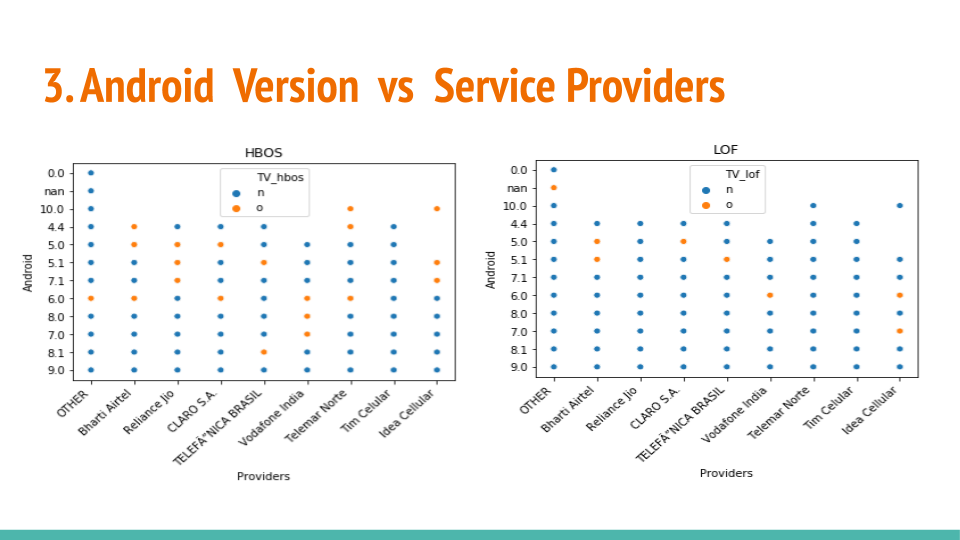 3. Android Version vs Service Providers
HBOS
TV_hbos
n
o
Android
0.0
nan
10.0
4.4
5.0
5.1
7.1
6.0
8.0
7.0
8.1
9.0
OTHER
Bharti Airtel
Reliance Jio
CLARO S.A.
TELEFÃ"NICA BRASIL
Vodafone India
Telemar Norte
Tim Celular
Idea Cellular
Providers
LOF
TV_lof
n
o
Android
0.0
nan
10.0
4.4
5.0
5.1
7.1
6.0
8.0
7.0
8.1
9.0
OTHER
Bharti Airtel
Reliance Jio
CLARO S.A.
TELEFÃ"NICA BRASIL
Vodafone India
Telemar Norte
Tim Celular
Idea Cellular
Providers